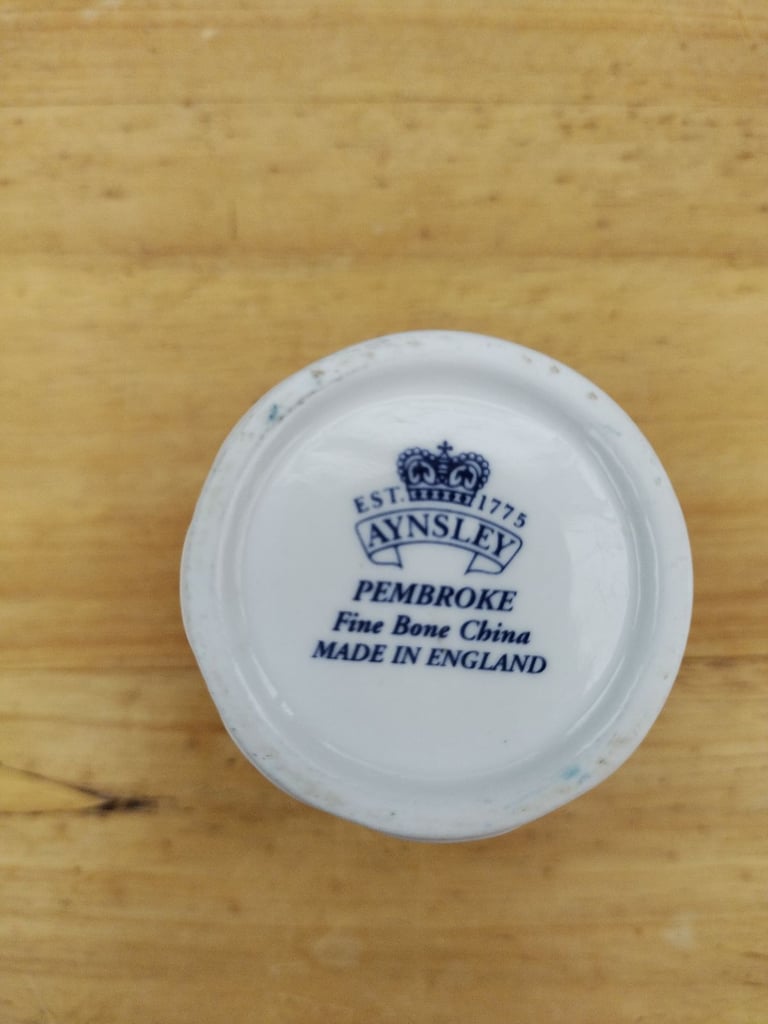 EST. 1775
AYNSLEY
PEMBROKE
Fine Bone China
MADE IN ENGLAND